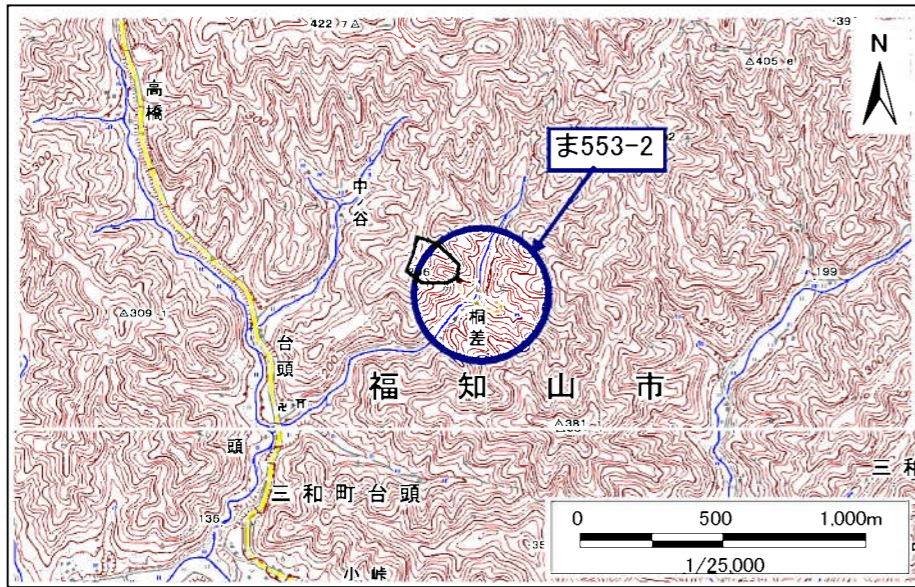 422.7
405.6
N
高橋
ま553-2
中谷
199
桐差
309.1
台頭
福知山市
381.1
頭
三和町台頭
三和
0 500 1,000m
1/25,000
小峠